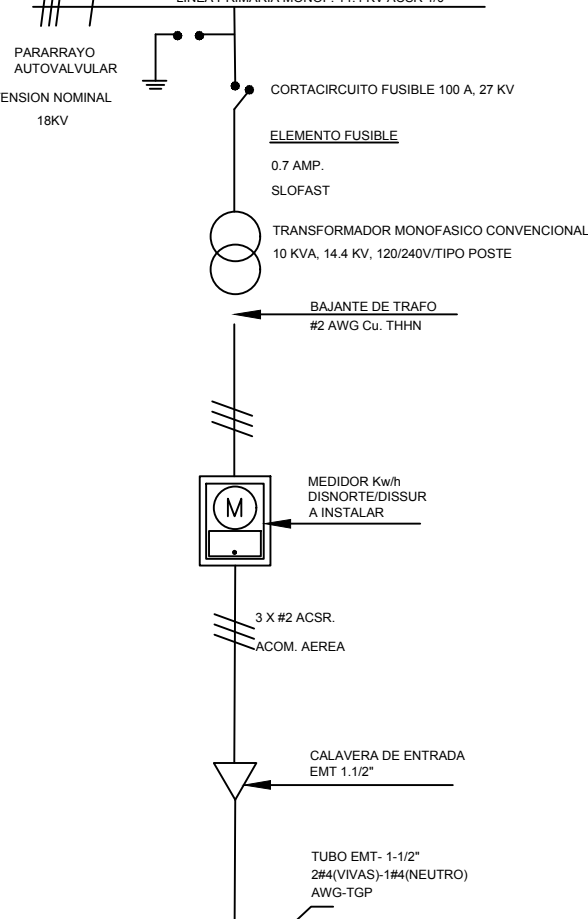 PARARRAYO
AUTOVALVULAR
TENSION NOMINAL
18KV
CORTACIRCUITO FUSIBLE 100 A, 27 KV
ELEMENTO FUSIBLE
0.7 AMP.
SLOFAST
TRANSFORMADOR MONOFASICO CONVENCIONAL
10 KVA, 14.4 KV, 120/240V/TIPO POSTE
BAJANTE DE TRAFO
#2 AWG Cu. THHN
M
MEDIDOR Kw/h
DISNORTE/DISSUR
A INSTALAR
3 X #2 ACSR.
ACOM. AEREA
CALAVERA DE ENTRADA
EMT 1.1/2"
TUBO EMT- 1-1/2"
2#4(VIVAS)-1#4(NEUTRO)
AWG-TGP